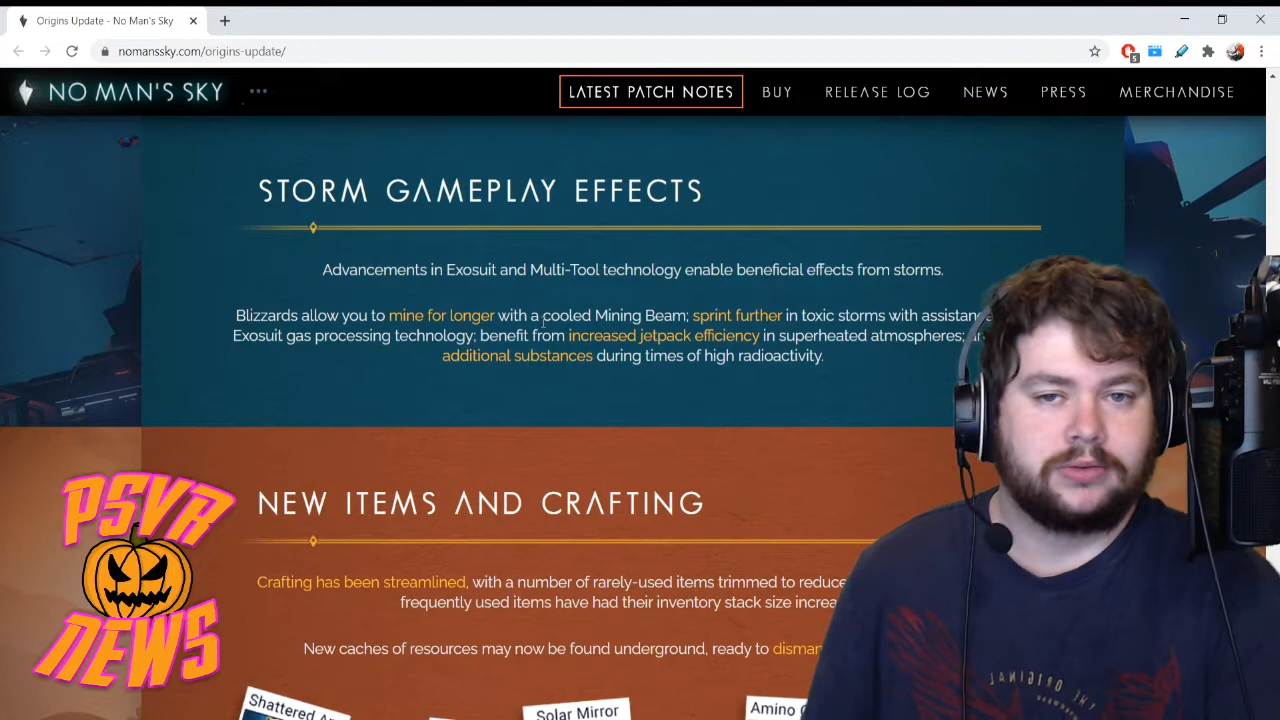 Origins Update - No Man's Sky
nomanssky.com/origins-update/
5
NO MAN'S SKY
LATEST PATCH NOTES
BUY
RELEASE LOG
NEWS
PRESS
MERCHANDISE
STORM GAMEPLAY EFFECTS
Advancements in Exosuit and Multi-Tool technology enable beneficial effects from storms.
Blizzards allow you to mine for longer with a cooled Mining Beam; sprint further in toxic storms with
Exosuit gas processing technology; benefit from increased jetpack efficiency in superheated atmospheres;
additional substances during times of high radioactivity.
NEW ITEMS AND CRAFTING
Crafting has been streamlined, with a number of rarely-used items trimmed to reduce
frequently used items have had their inventory stack size
New caches of resources may now be found underground, ready to
Shattered
Solar Mirror
Amino
PSVR
NEWS